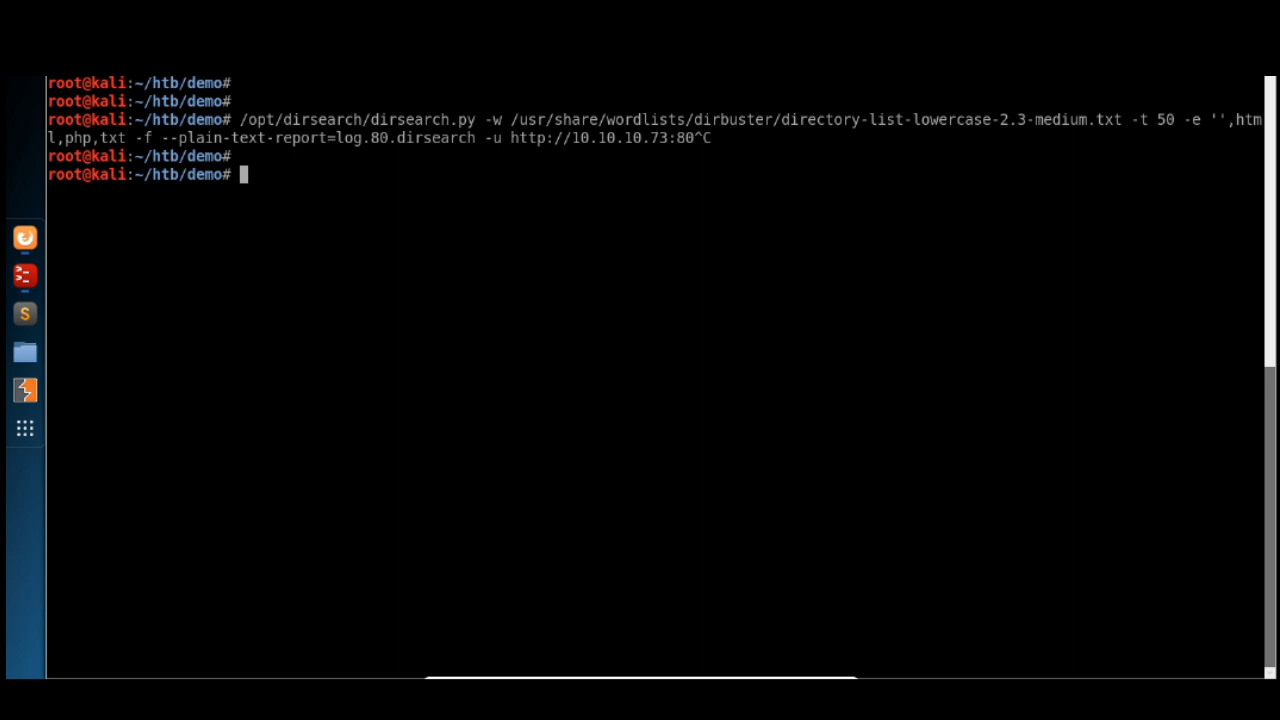 root@kali:~/htb/demo#
root@kali:~/htb/demo#
root@kali:~/htb/demo# /opt/dirsearch/dirsearch.py -w /usr/share/wordlists/dirbuster/directory-list-lowercase-2.3-medium.txt -t 50 -e '',htm
l,php,txt -f --plain-text-report=log.80.dirsearch -u http://10.10.10.73:80^C
root@kali:~/htb/demo#
root@kali:~/htb/demo#
S